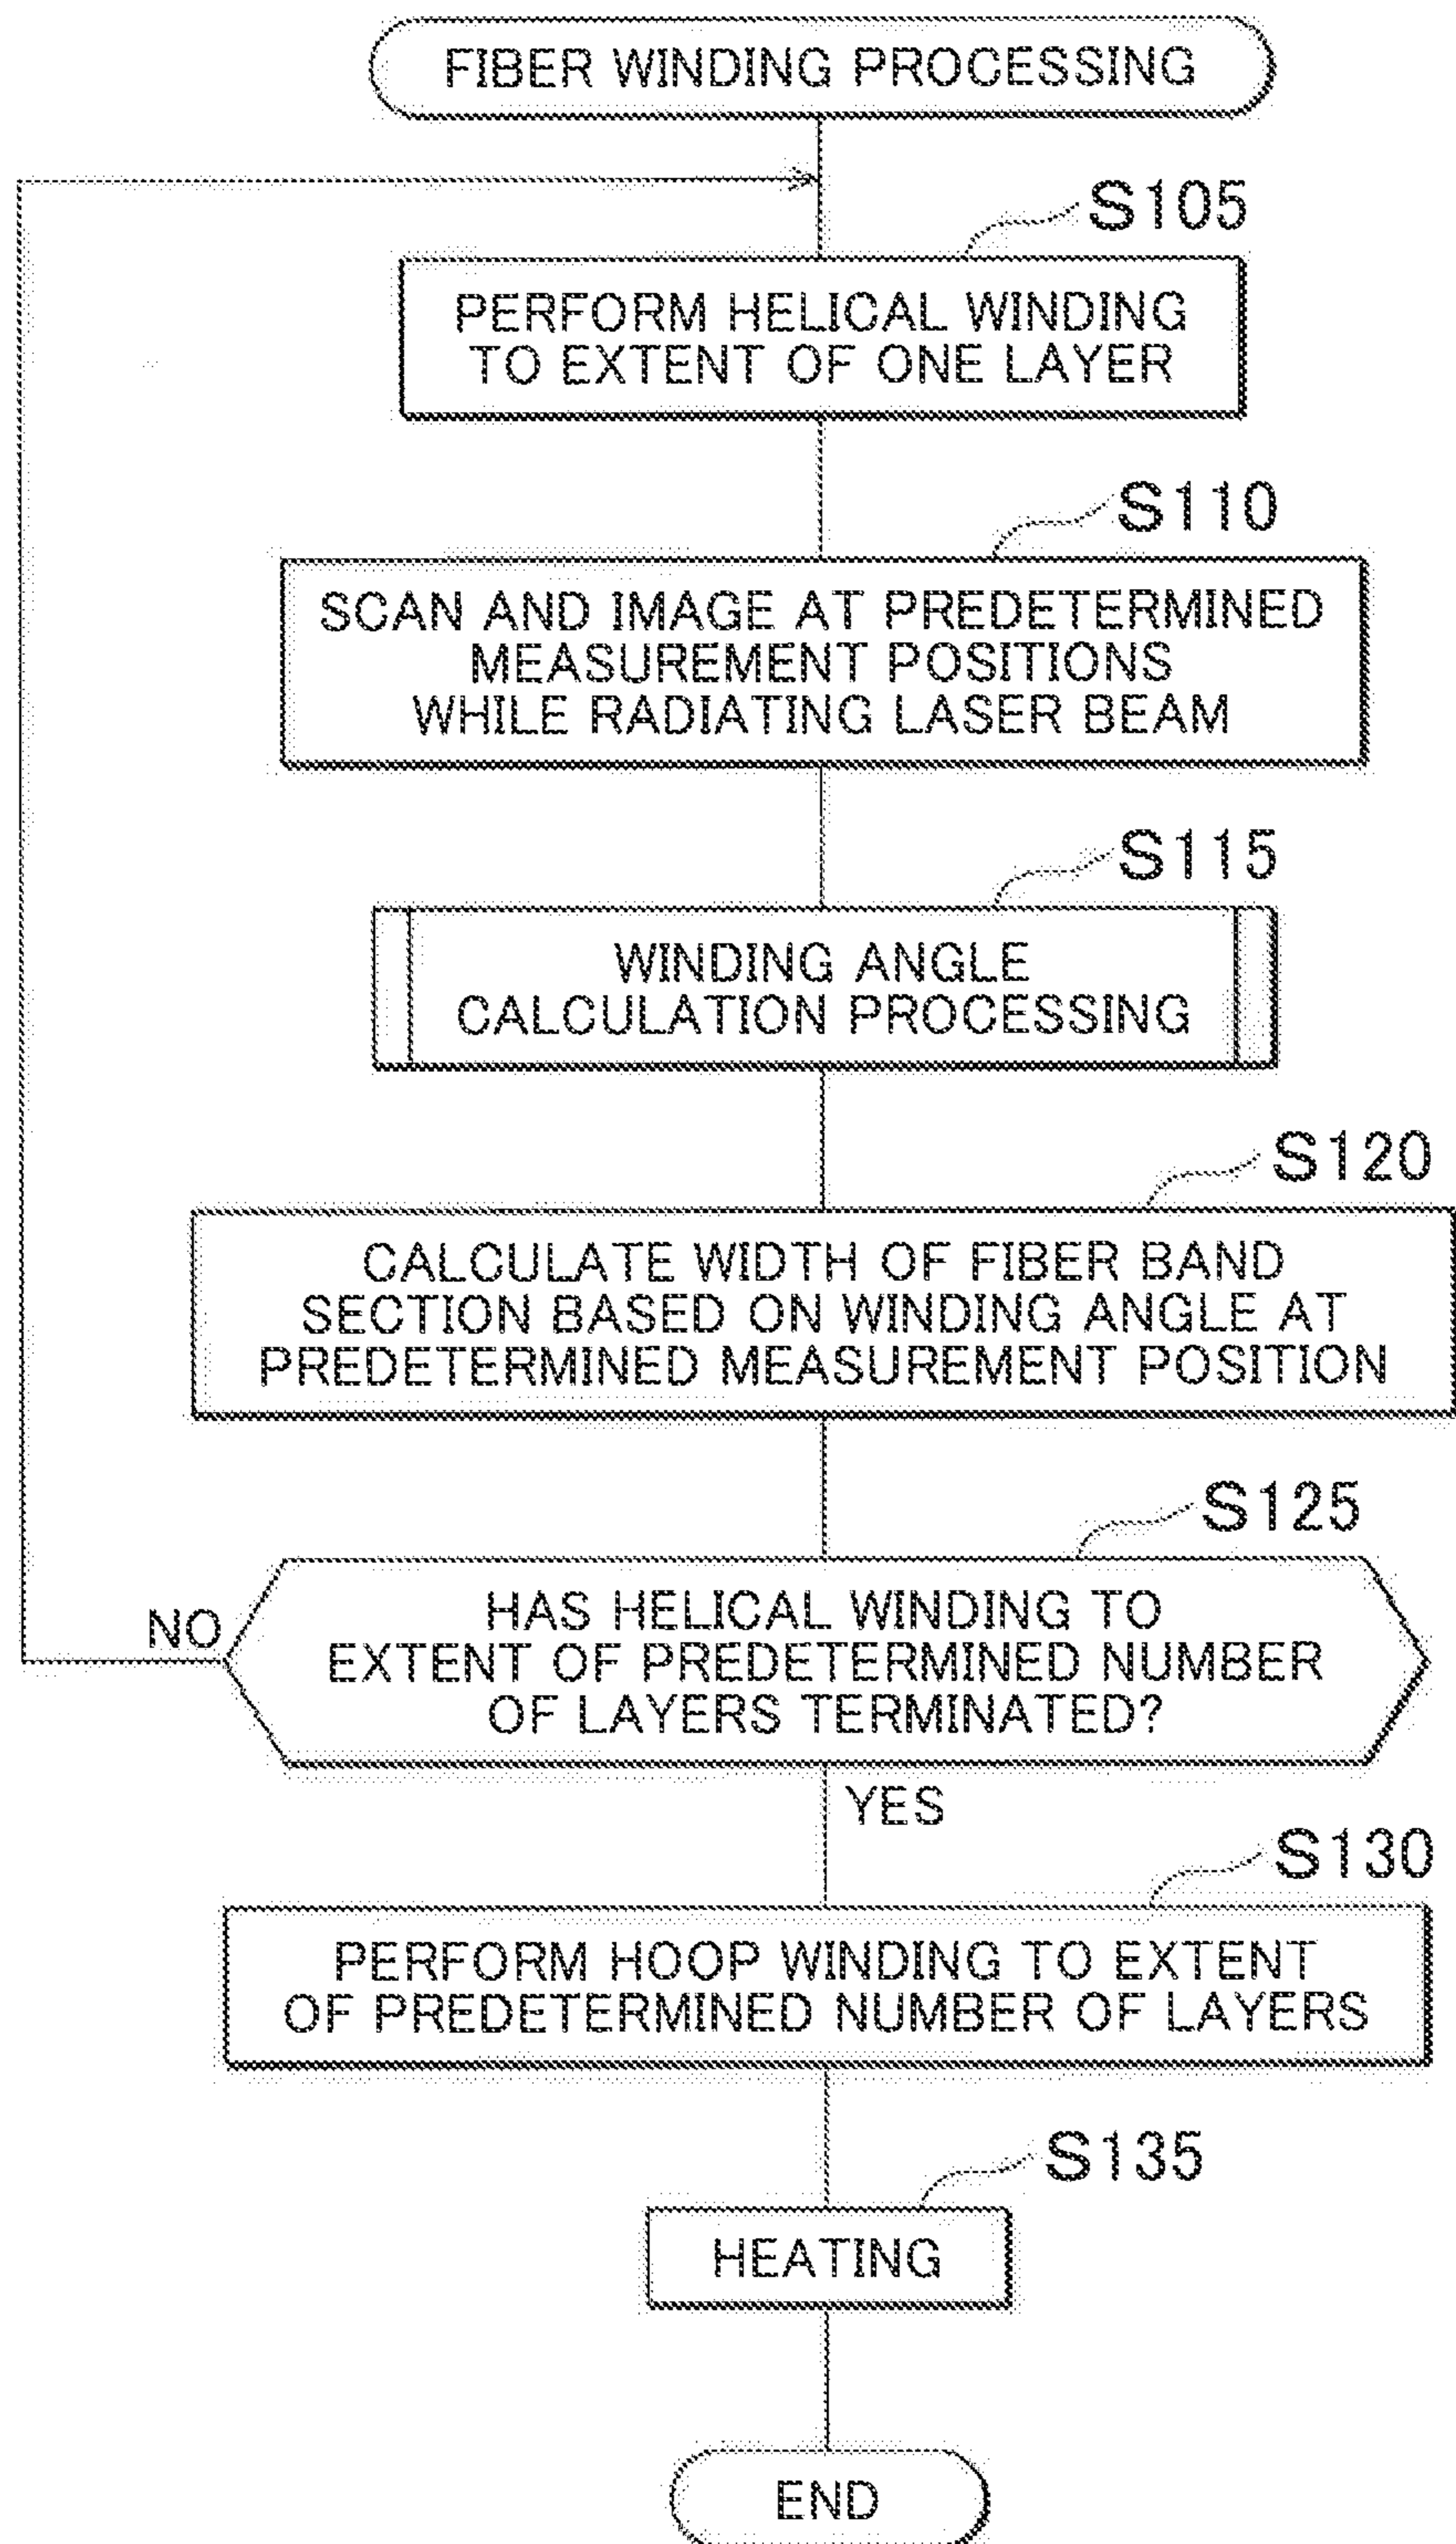 FIBER WINDING PROCESSING
S105
PERFORM HELICAL WINDING
TO EXTENT OF ONE LAYER
S110
SCAN AND IMAGE AT PREDETERMINED
MEASUREMENT POSITIONS
WHILE RADIATING LASER BEAM
S115
WINDING ANGLE
CALCULATION PROCESSING
S120
CALCULATE WIDTH OF FIBER BAND
SECTION BASED ON WINDING ANGLE AT
PREDETERMINED MEASUREMENT POSITION
S125
HAS HELICAL WINDING TO
EXTENT OF PREDETERMINED NUMBER
OF LAYERS TERMINATED?
NO
YES
S130
PERFORM HOOP WINDING TO EXTENT
OF PREDETERMINED NUMBER OF LAYERS
S135
HEATING
END